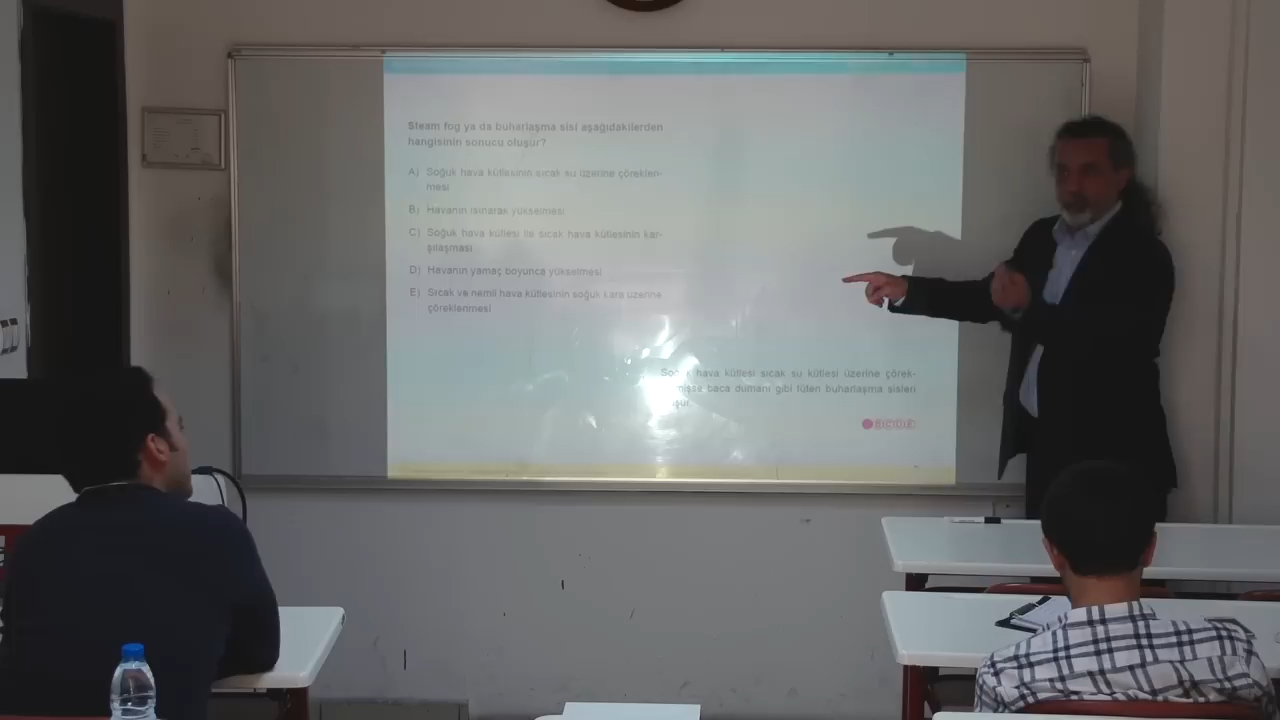 Steam fog ya da buharlaşma sisi aşağıdakilerden
hangisinin sonucu oluşur?
A) Soğuk hava kütlesinin sıcak su üzerine çöreklen-
mesi
B) Havanın ısınarak yükselmesi
C) Soğuk hava kütlesi ile sıcak hava kütlesinin kar-
şılaşması
D) Havanın yamaç boyunca yükselmesi
E) Sıcak ve nemli hava kütlesinin soğuk kara üzerine
çöreklenmesi
hava kütlesi sıcak su kütlesi üzerine çörek-
baca dumanı gibi tüten buharlaşma sisleri